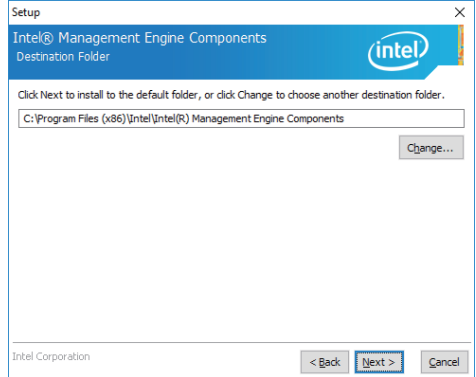 Setup
Intel® Management Engine Components
Destination Folder
intel
Click Next to install to the default folder, or click Change to choose another destination folder.
C:\Program Files (x86)\Intel\Intel(R) Management Engine Components
Change...
Intel Corporation
< Back Next > Cancel